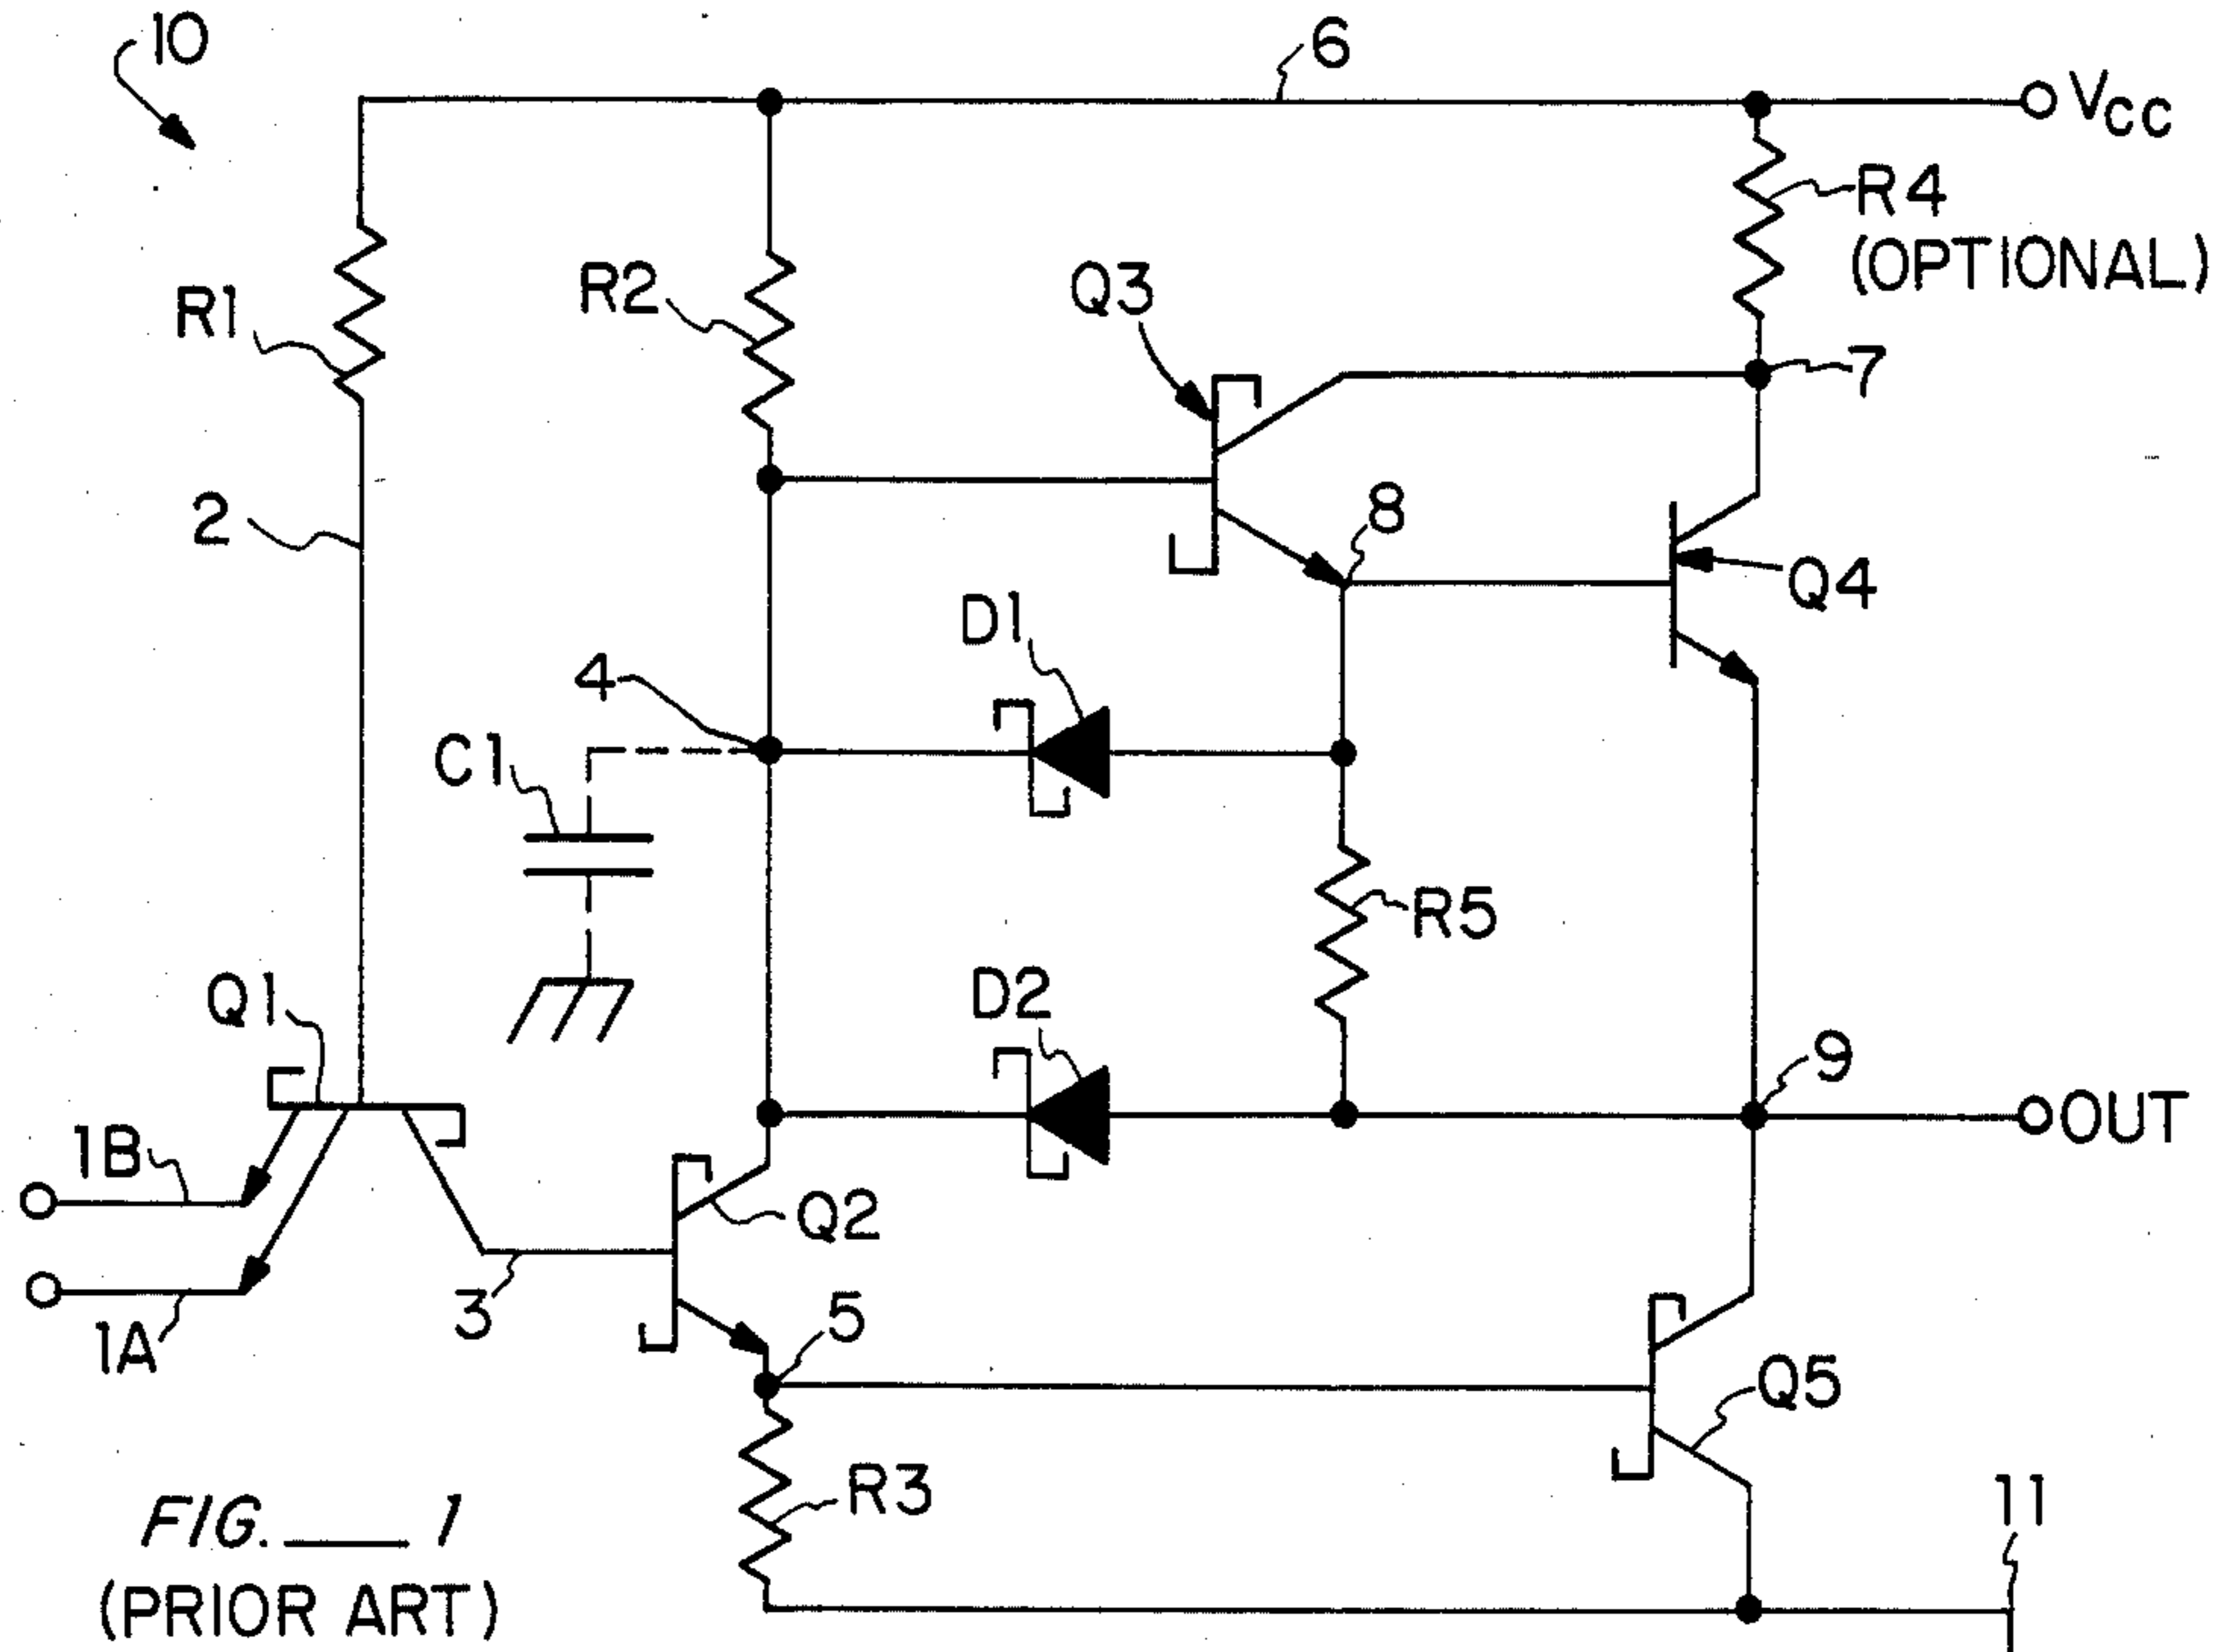 10
6
VCC
R4
(OPTIONAL)
Q3
R2
R1
7
2
8
Q4
D1
4
C1
R5
Q1
D2
9
OUT
1B
Q2
3
5
1A
Q5
R3
11
FIG. 1
(PRIOR ART)